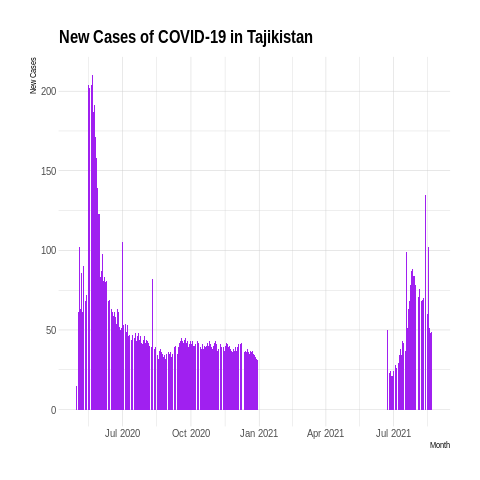 New Cases of COVID-19 in Tajikistan
New Cases
200
150
100
50
0
Jul 2020 Oct 2020 Jan 2021 Apr 2021 Jul 2021
Month